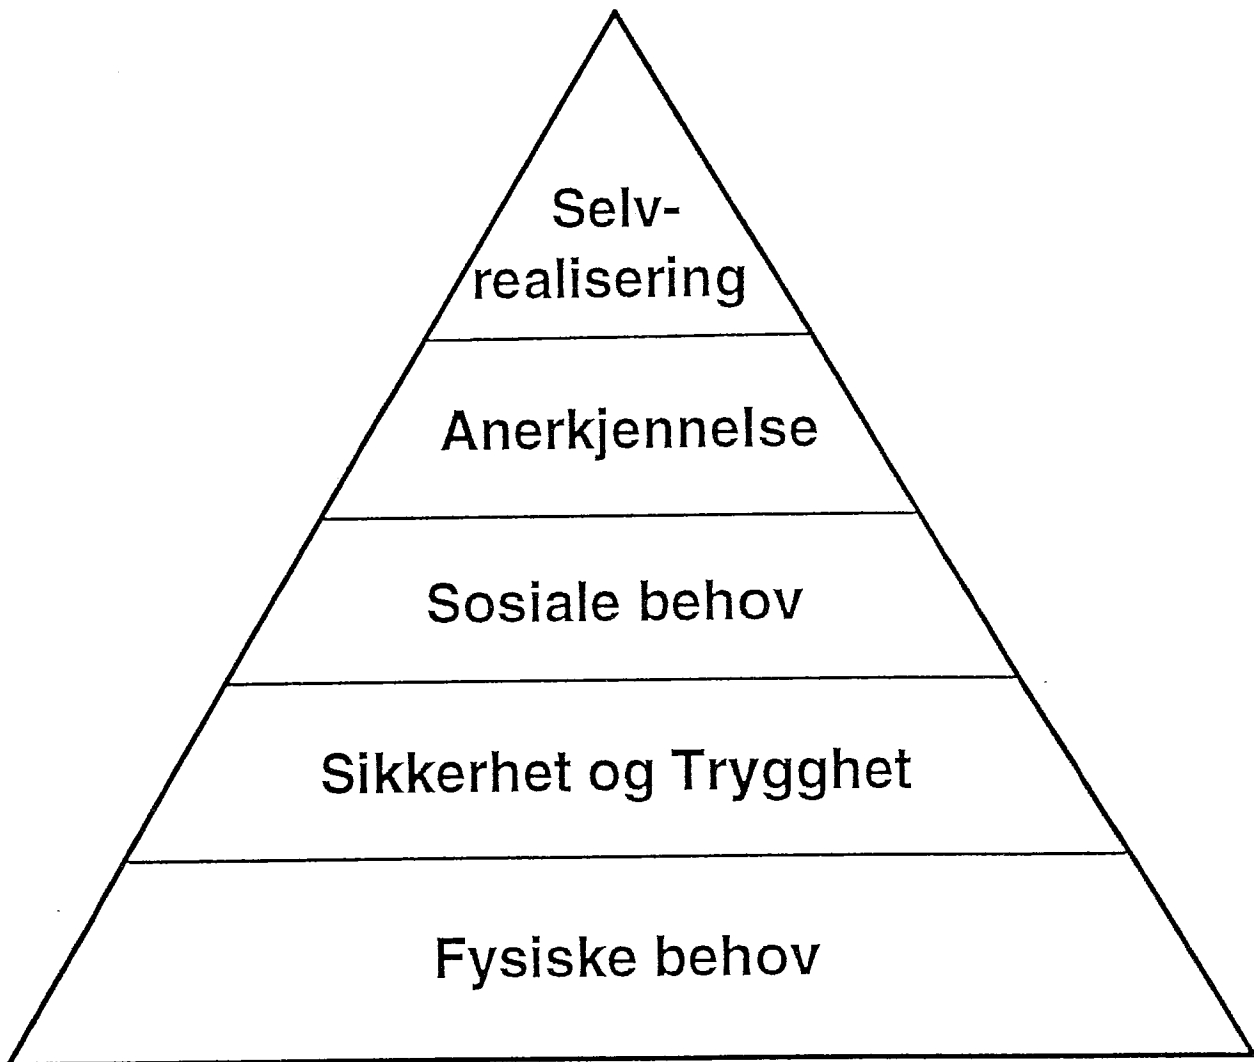 Selv-
realisering
Anerkjennelse
Sosiale behov
Sikkerhet og Trygghet
Fysiske behov